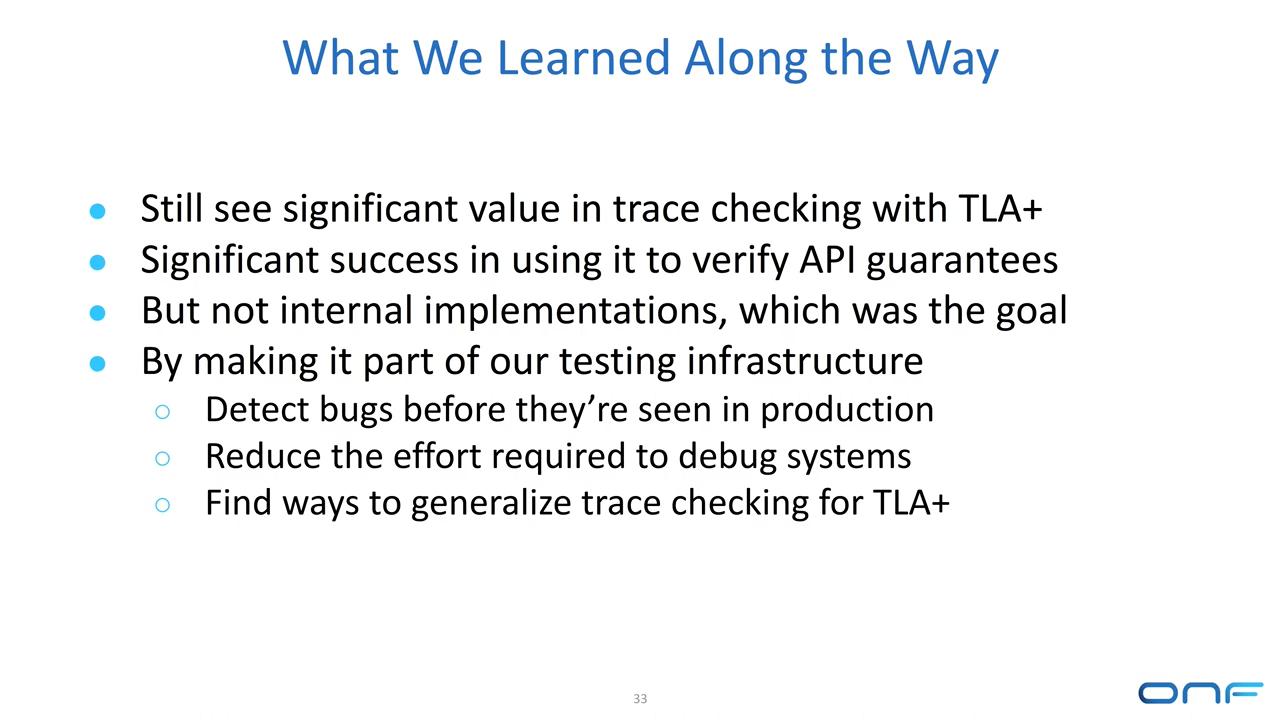 What We Learned Along the Way
● Still see significant value in trace checking with TLA+
● Significant success in using it to verify API guarantees
● But not internal implementations, which was the goal
● By making it part of our testing infrastructure
○ Detect bugs before they’re seen in production
○ Reduce the effort required to debug systems
○ Find ways to generalize trace checking for TLA+
33
ONF